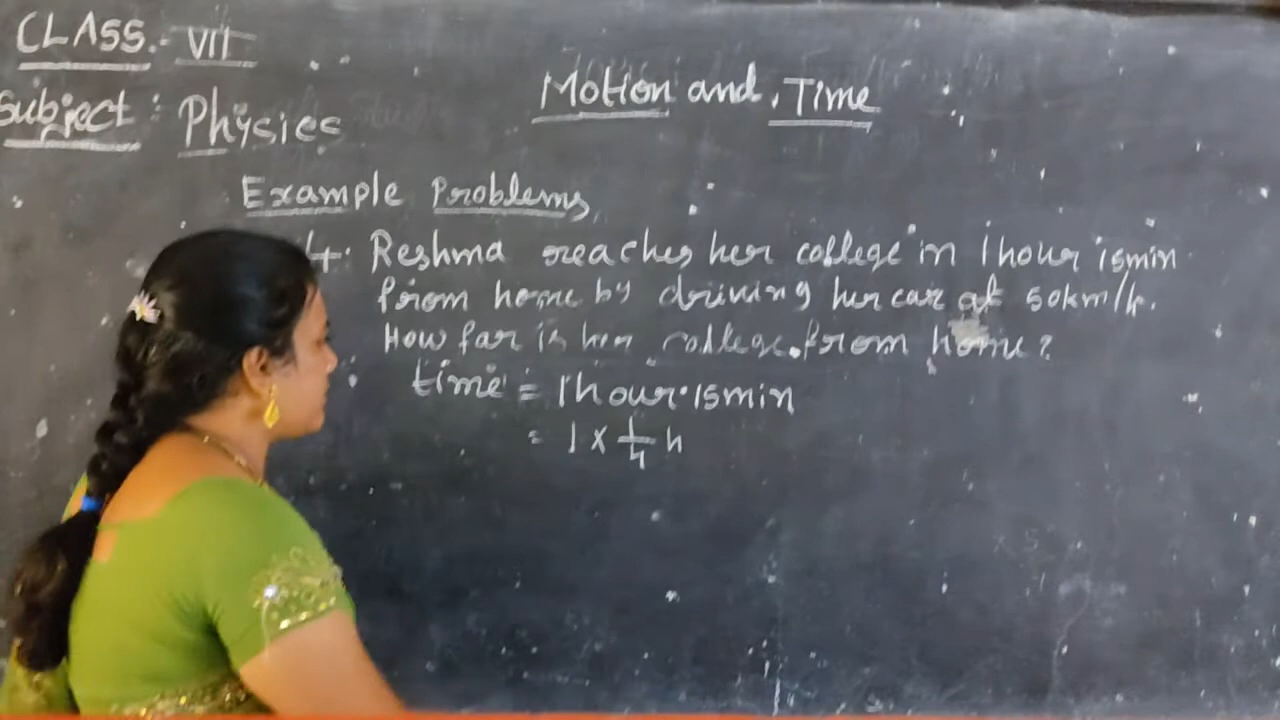 CLASS.- VII
Subject : Physics
Motion and Time
Example Problems
4. Reshma reaches her college in 1 hour 15min
from home by driving her car at 50km/h.
How far is her college from home?
time = 1 hour 15min
= 1 x 1/4 h